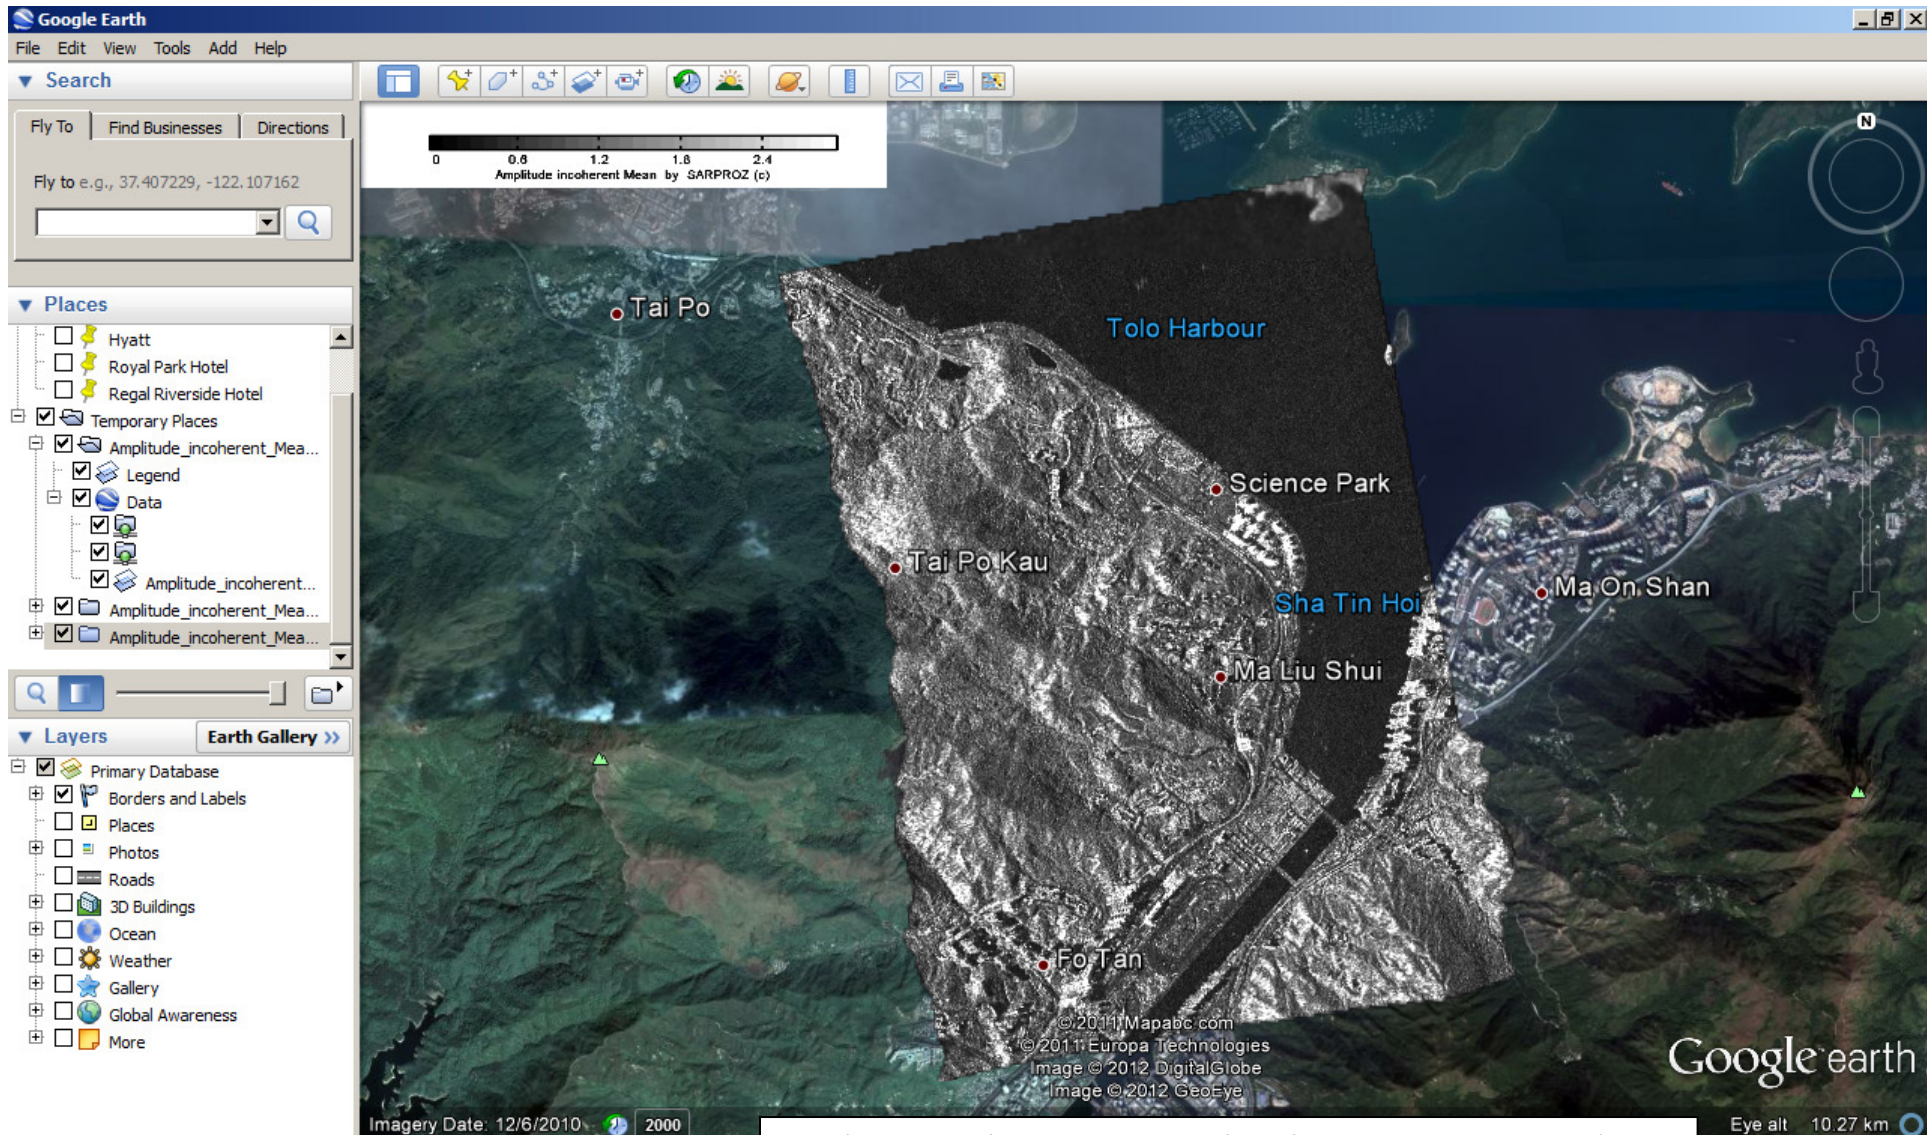 Google Earth
File Edit View Tools Add Help
Search
Fly To Find Businesses Directions
Fly to e.g., 37.407229, -122.107162
Places
Hyatt
Royal Park Hotel
Regal Riverside Hotel
Temporary Places
Amplitude_incoherent_Mea...
Legend
Data
Amplitude_incoherent...
Amplitude_incoherent_Mea...
Amplitude_incoherent_Mea...
Layers Earth Gallery >>
Primary Database
Borders and Labels
Places
Photos
Roads
3D Buildings
Ocean
Weather
Gallery
Global Awareness
More
0 0.6 1.2 1.8 2.4
Amplitude incoherent Mean by SARPROZ (c)
N
Tai Po
Tolo Harbour
Science Park
Tai Po Kau
Ma On Shan
Sha Tin Hoi
Ma Liu Shui
Fo Tan
© 2011 Mapabc.com
© 2011 Europa Technologies
Image © 2012 DigitalGlobe
Image © 2012 GeoEye
Google earth
Imagery Date: 12/6/2010 2000
Eye alt 10.27 km